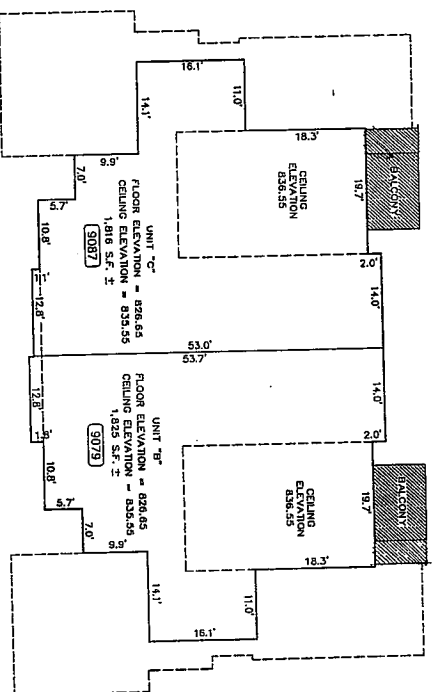 16.1'
11.0'
18.3'
BALCONY
14.1'
CEILING
ELEVATION
836.55
19.7'
9.9'
7.0'
2.0'
5.7'
UNIT "C"
FLOOR ELEVATION = 826.65
CEILING ELEVATION = 835.55
1,816 S.F. ±
9087
14.0'
10.8'
1.1'
12.8'
53.0'
53.7'
12.8'
14.0'
UNIT "B"
FLOOR ELEVATION = 826.65
CEILING ELEVATION = 835.55
1,825 S.F. ±
9079
2.0'
10.8'
CEILING
ELEVATION
836.55
19.7'
BALCONY
5.7'
7.0'
9.9'
18.3'
14.1'
11.0'
16.1'